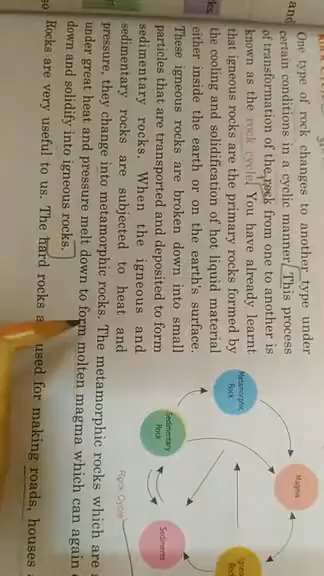 and
One type of rock changes to another type under
certain conditions in a cyclic manner. This process
of transformation of the rock from one to another is
known as the rock cycle. You have already learnt
that igneous rocks are the primary rocks formed by
the cooling and solidification of hot liquid material
either inside the earth or on the earth's surface.
These igneous rocks are broken down into small
particles that are transported and deposited to form
sedimentary rocks. When the igneous and
sedimentary rocks are subjected to heat and
pressure, they change into metamorphic rocks. The metamorphic rocks which are
under great heat and pressure melt down to form molten magma which can again
down and solidify into igneous rocks.
Rocks are very useful to us. The hard rocks used for making roads, houses
Magma
Metamorphic
Rock
Igneous
Rock
Sedimentary
Rock
Sediments
Rock Cycle